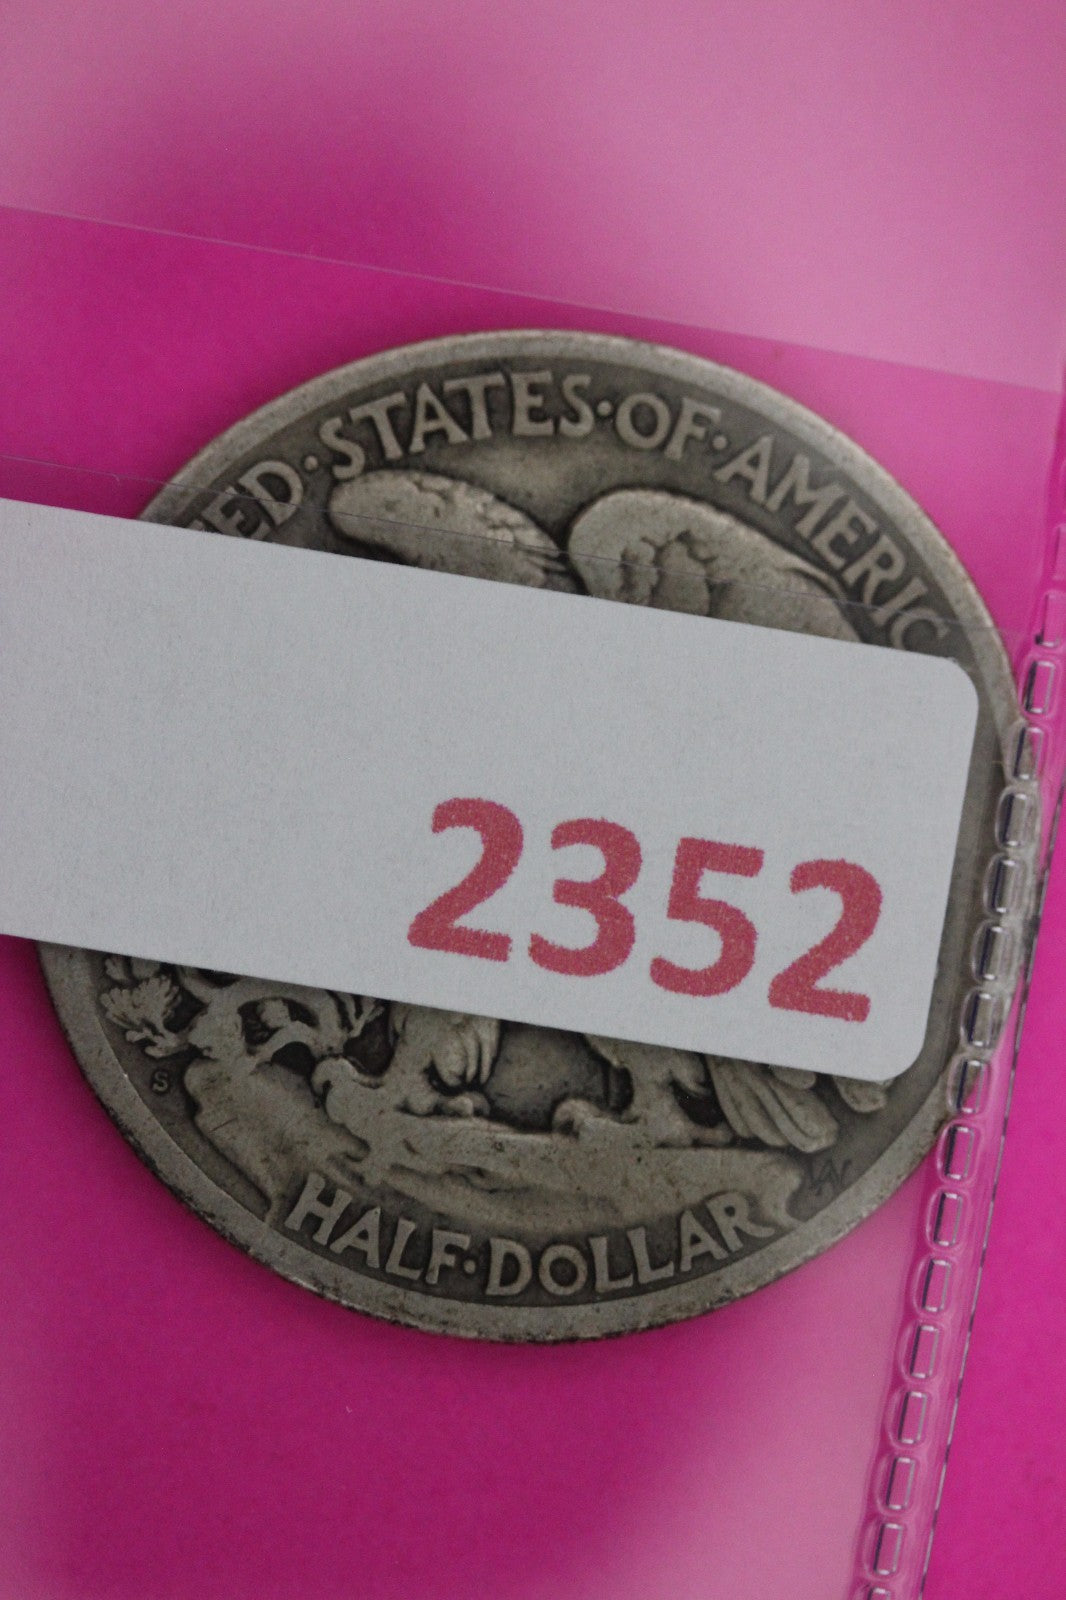 ED·STATES·OF·AMERIC
2352
S
HALF·DOLLAR
AW